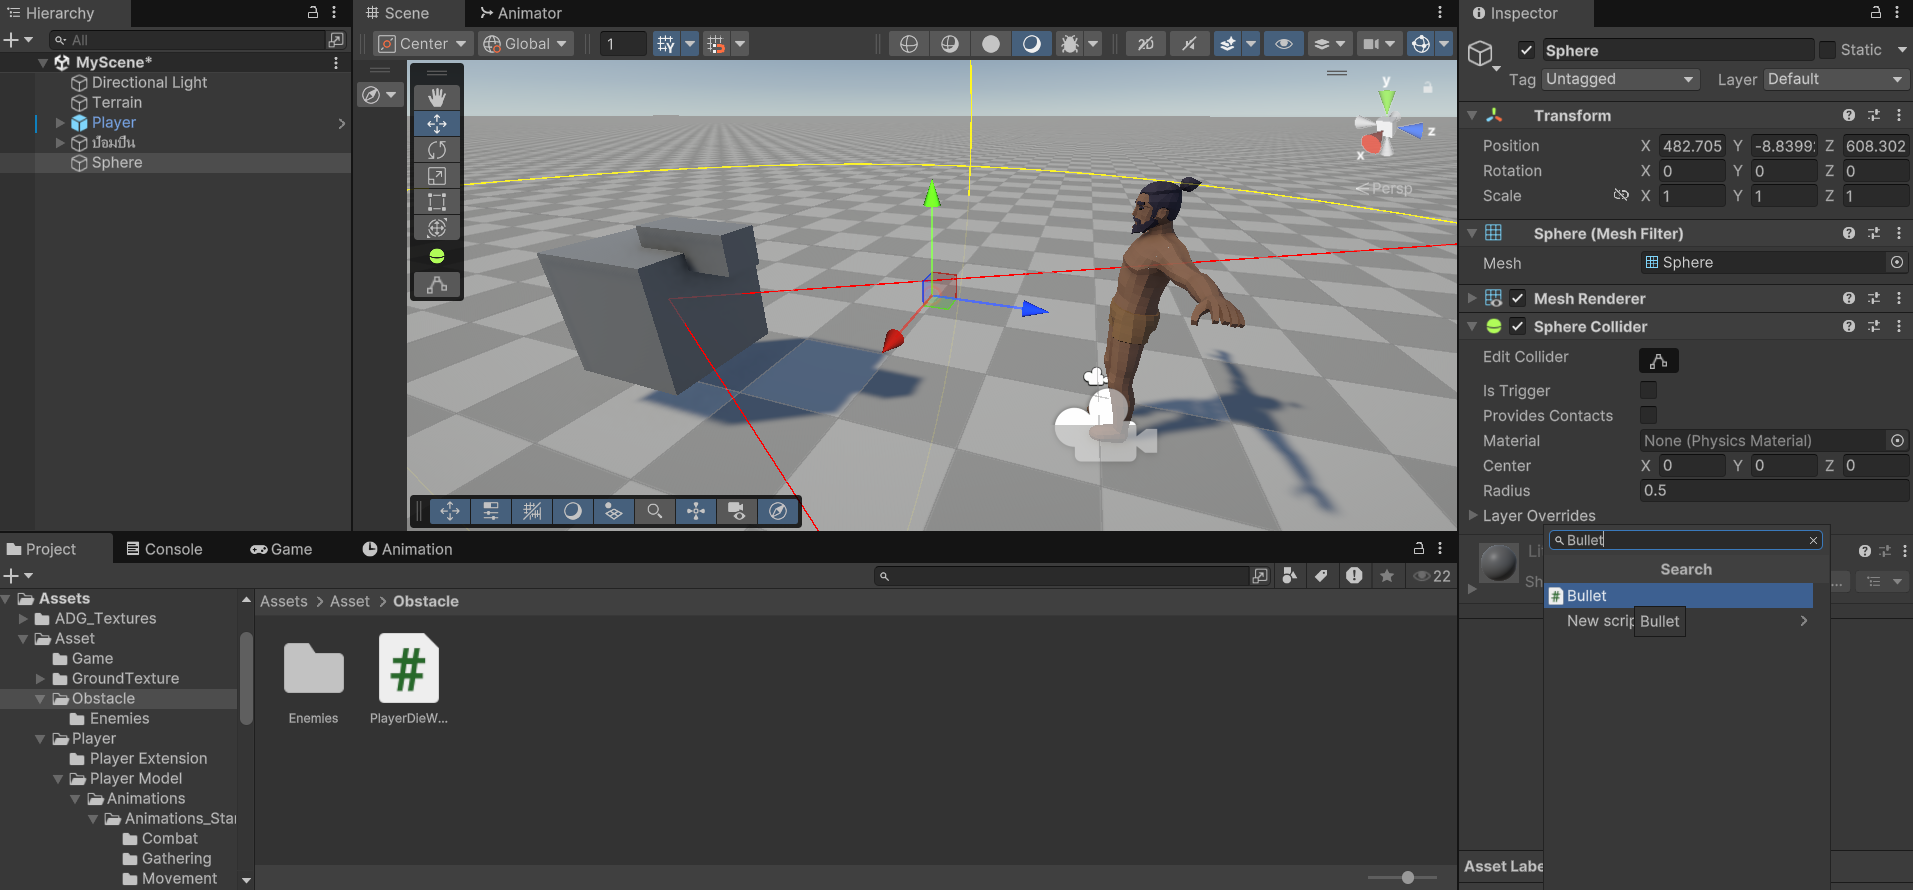 Hierarchy
All
MyScene*
Directional Light
Terrain
Player
ป้อมปืน
Sphere
Scene
Animator
Center
Global
1
2D
y
z
x
Persp
Inspector
Sphere
Static
Tag
Untagged
Layer
Default
Transform
Position
X
482.705
Y
-8.8399
Z
608.302
Rotation
X
0
Y
0
Z
0
Scale
X
1
Y
1
Z
1
Sphere (Mesh Filter)
Mesh
Sphere
Mesh Renderer
Sphere Collider
Edit Collider
Is Trigger
Provides Contacts
Material
None (Physics Material)
Center
X
0
Y
0
Z
0
Radius
0.5
Layer Overrides
Bullet
Search
Li
Sh
...
Bullet
New scrip
Bullet
Asset Labe
Project
Console
Game
Animation
22
Assets
ADG_Textures
Asset
Game
GroundTexture
Obstacle
Enemies
Player
Player Extension
Player Model
Animations
Animations_Star
Combat
Gathering
Movement
Assets > Asset > Obstacle
Enemies
PlayerDieW...